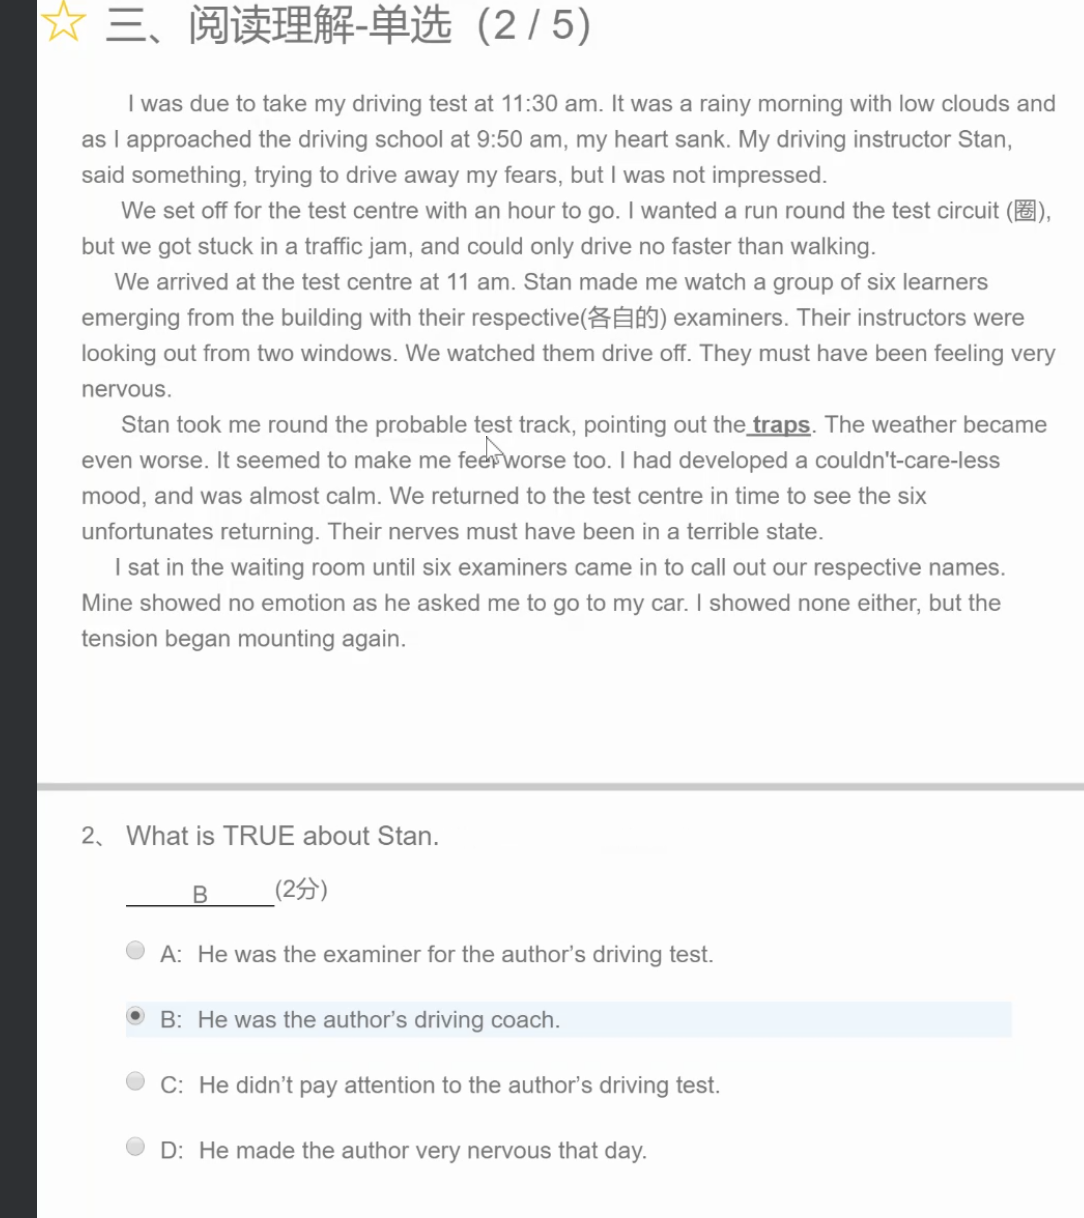 三、阅读理解-单选（2 / 5）
I was due to take my driving test at 11:30 am. It was a rainy morning with low clouds and
as I approached the driving school at 9:50 am, my heart sank. My driving instructor Stan,
said something, trying to drive away my fears, but I was not impressed.
We set off for the test centre with an hour to go. I wanted a run round the test circuit (圈),
but we got stuck in a traffic jam, and could only drive no faster than walking.
We arrived at the test centre at 11 am. Stan made me watch a group of six learners
emerging from the building with their respective(各自的) examiners. Their instructors were
looking out from two windows. We watched them drive off. They must have been feeling very
nervous.
Stan took me round the probable test track, pointing out the traps. The weather became
even worse. It seemed to make me feel worse too. I had developed a couldn't-care-less
mood, and was almost calm. We returned to the test centre in time to see the six
unfortunates returning. Their nerves must have been in a terrible state.
I sat in the waiting room until six examiners came in to call out our respective names.
Mine showed no emotion as he asked me to go to my car. I showed none either, but the
tension began mounting again.
2、 What is TRUE about Stan.
B (2分)
A: He was the examiner for the author’s driving test.
B: He was the author’s driving coach.
C: He didn’t pay attention to the author’s driving test.
D: He made the author very nervous that day.